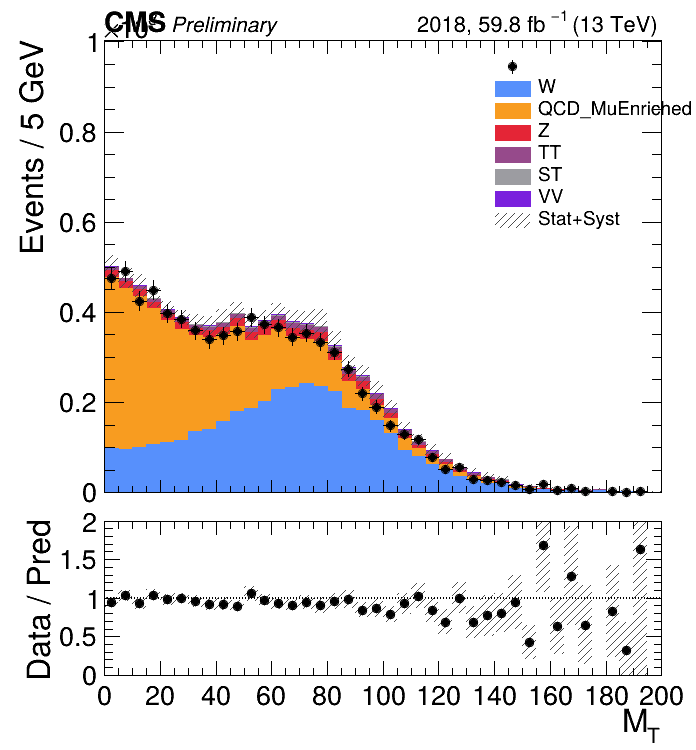 CMS Preliminary 2018, 59.8 fb⁻¹ (13 TeV)
Events / 5 GeV
1
0.8
0.6
0.4
0.2
0
W
QCD_MuEnriehed
Z
TT
ST
VV
Stat+Syst
Data / Pred
2
1.5
1
0.5
0
0 20 40 60 80 100 120 140 160 180 200
M_T